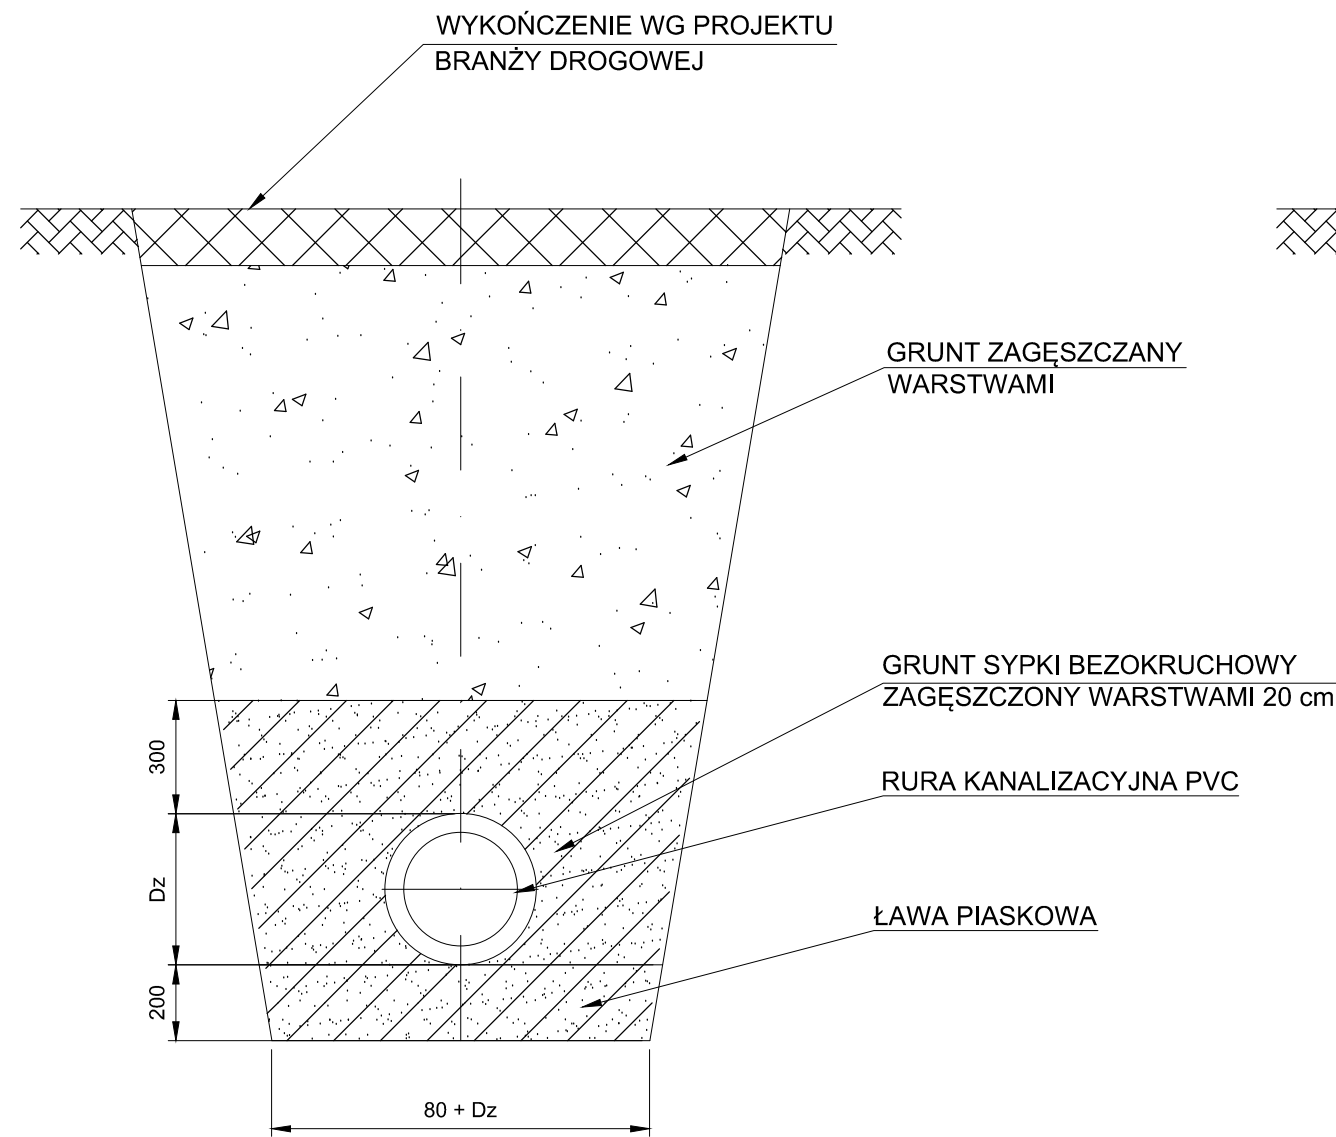 WYKOŃCZENIE WG PROJEKTU
BRANŻY DROGOWEJ
GRUNT ZAGĘSZCZANY
WARSTWAMI
GRUNT SYPKI BEZOKRUCHOWY
ZAGĘSZCZONY WARSTWAMI 20 cm
300
RURA KANALIZACYJNA PVC
Dz
ŁAWA PIASKOWA
200
80 + Dz